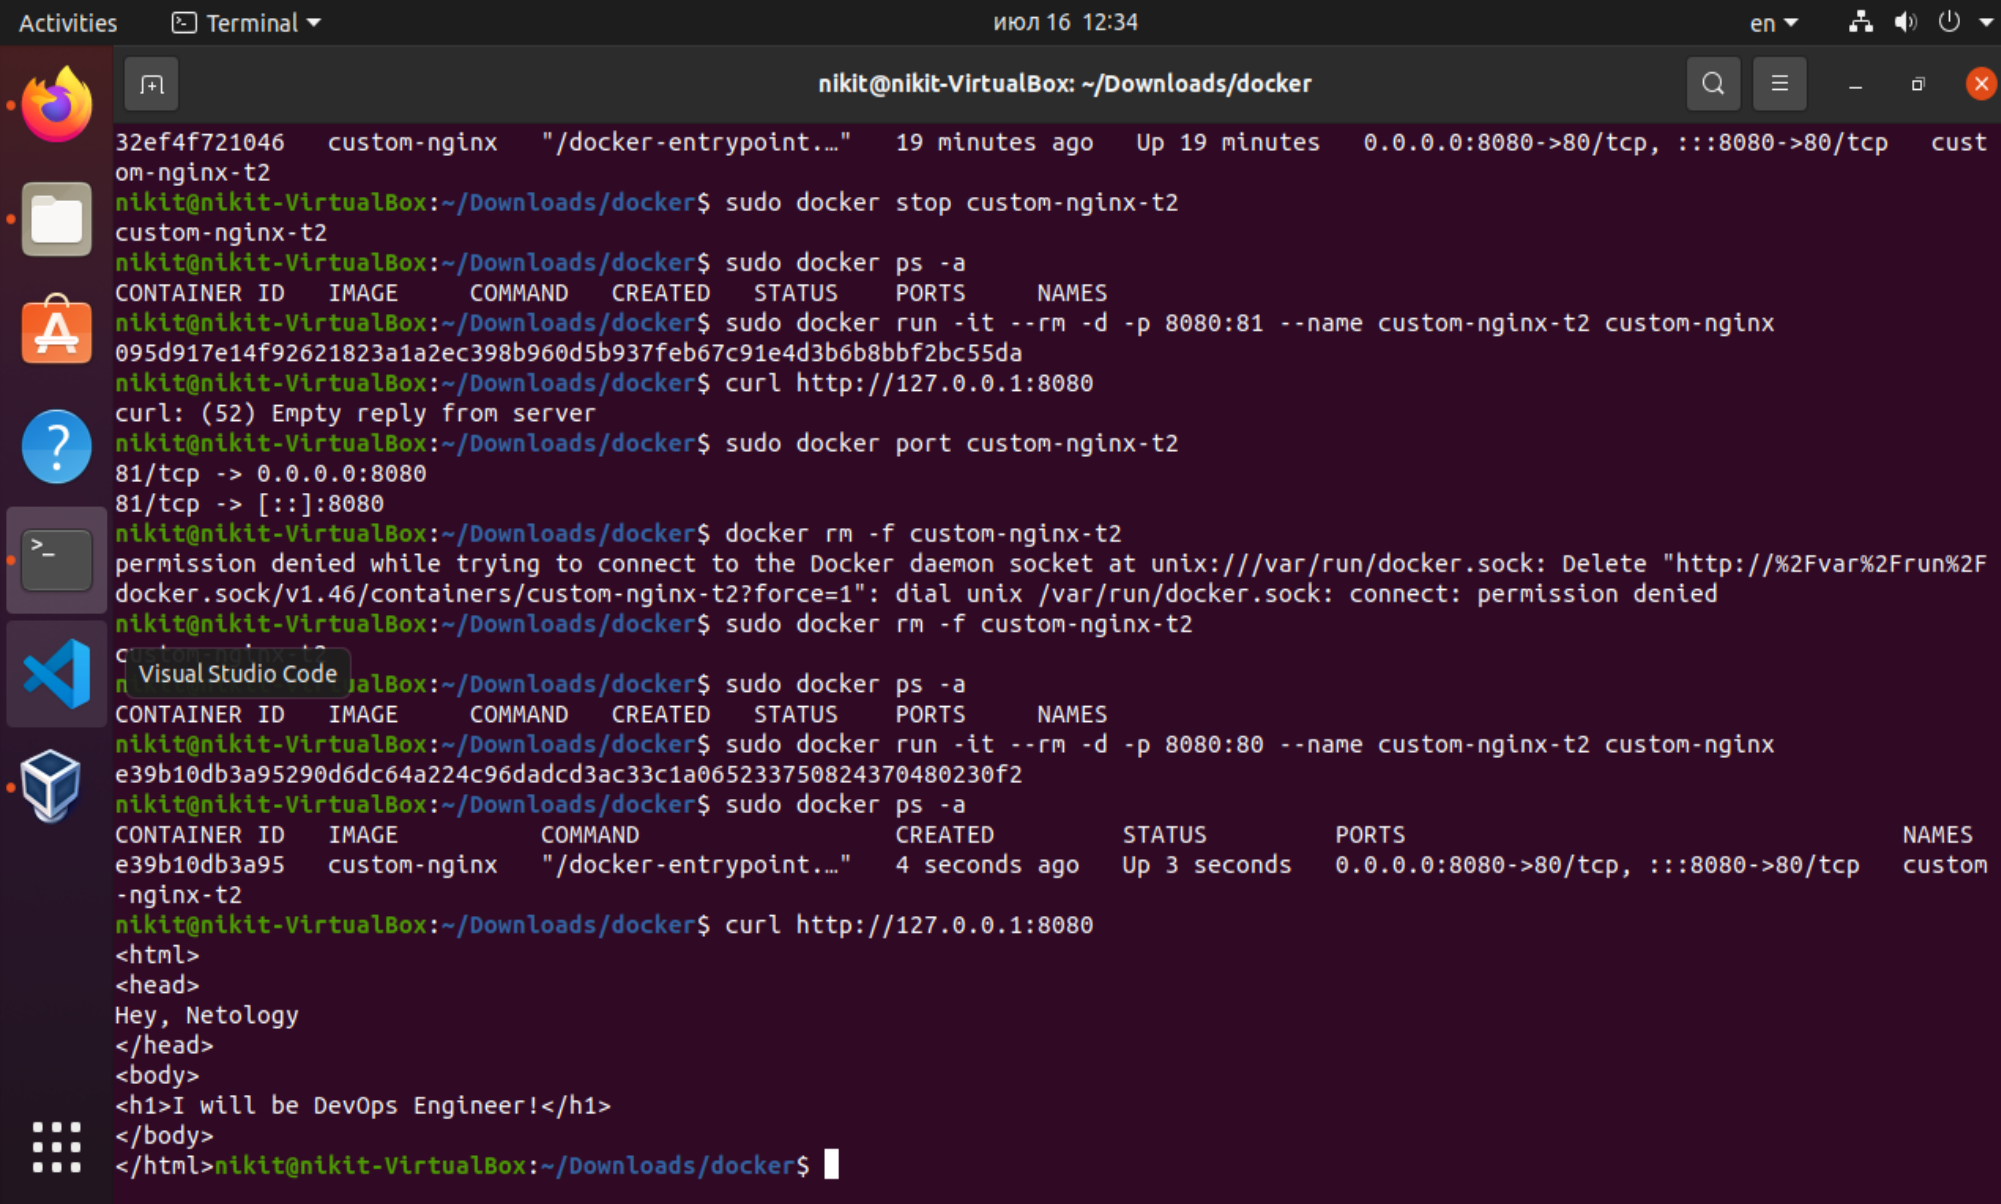 Activities
Terminal
июл 16 12:34
en
nikit@nikit-VirtualBox: ~/Downloads/docker
32ef4f721046   custom-nginx   "/docker-entrypoint.…"   19 minutes ago   Up 19 minutes   0.0.0.0:8080->80/tcp, :::8080->80/tcp   cust
om-nginx-t2
nikit@nikit-VirtualBox:~/Downloads/docker$ sudo docker stop custom-nginx-t2
custom-nginx-t2
nikit@nikit-VirtualBox:~/Downloads/docker$ sudo docker ps -a
CONTAINER ID   IMAGE     COMMAND   CREATED   STATUS    PORTS     NAMES
nikit@nikit-VirtualBox:~/Downloads/docker$ sudo docker run -it --rm -d -p 8080:81 --name custom-nginx-t2 custom-nginx
095d917e14f92621823a1a2ec398b960d5b937feb67c91e4d3b6b8bbf2bc55da
nikit@nikit-VirtualBox:~/Downloads/docker$ curl http://127.0.0.1:8080
curl: (52) Empty reply from server
nikit@nikit-VirtualBox:~/Downloads/docker$ sudo docker port custom-nginx-t2
81/tcp -> 0.0.0.0:8080
81/tcp -> [::]:8080
nikit@nikit-VirtualBox:~/Downloads/docker$ docker rm -f custom-nginx-t2
permission denied while trying to connect to the Docker daemon socket at unix:///var/run/docker.sock: Delete "http://%2Fvar%2Frun%2F
docker.sock/v1.46/containers/custom-nginx-t2?force=1": dial unix /var/run/docker.sock: connect: permission denied
nikit@nikit-VirtualBox:~/Downloads/docker$ sudo docker rm -f custom-nginx-t2
custom-nginx-t2
Visual Studio Code
nikit@nikit-VirtualBox:~/Downloads/docker$ sudo docker ps -a
CONTAINER ID   IMAGE     COMMAND   CREATED   STATUS    PORTS     NAMES
nikit@nikit-VirtualBox:~/Downloads/docker$ sudo docker run -it --rm -d -p 8080:80 --name custom-nginx-t2 custom-nginx
e39b10db3a95290d6dc64a224c96dadcd3ac33c1a065233750824370480230f2
nikit@nikit-VirtualBox:~/Downloads/docker$ sudo docker ps -a
CONTAINER ID   IMAGE          COMMAND                  CREATED         STATUS         PORTS                                   NAMES
e39b10db3a95   custom-nginx   "/docker-entrypoint.…"   4 seconds ago   Up 3 seconds   0.0.0.0:8080->80/tcp, :::8080->80/tcp   custom
-nginx-t2
nikit@nikit-VirtualBox:~/Downloads/docker$ curl http://127.0.0.1:8080
<html>
<head>
Hey, Netology
</head>
<body>
<h1>I will be DevOps Engineer!</h1>
</body>
</html>nikit@nikit-VirtualBox:~/Downloads/docker$